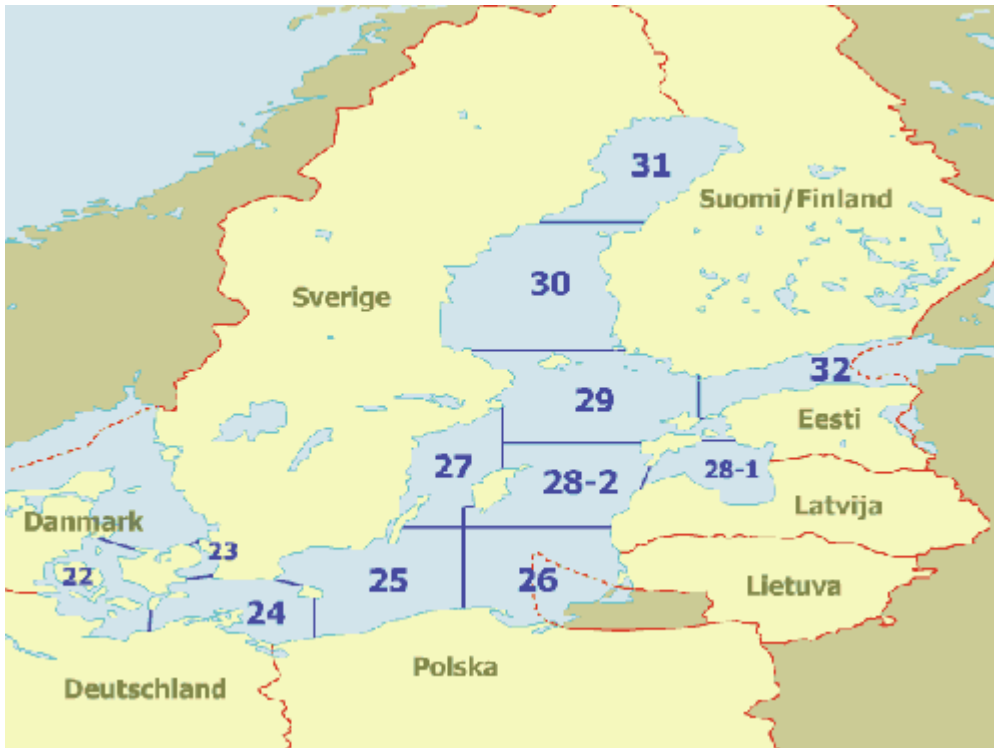 31
Suomi/Finland
30
Sverige
32
29
Eesti
27
28-2
28-1
Latvija
Danmark
23
22
25
26
Lietuva
24
Polska
Deutschland